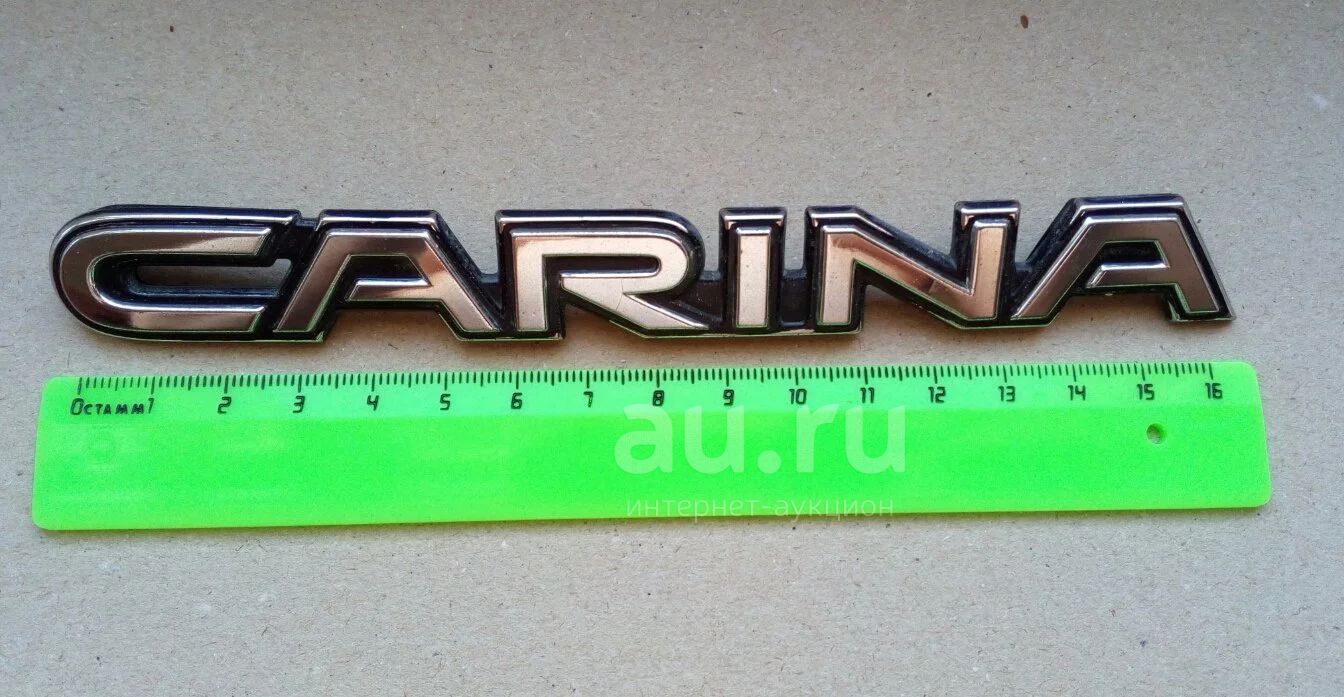 CARINA
0СТАММ1 2 3 4 5 6 7 8 9 10 11 12 13 14 15 16
au.ru
интернет-аукцион